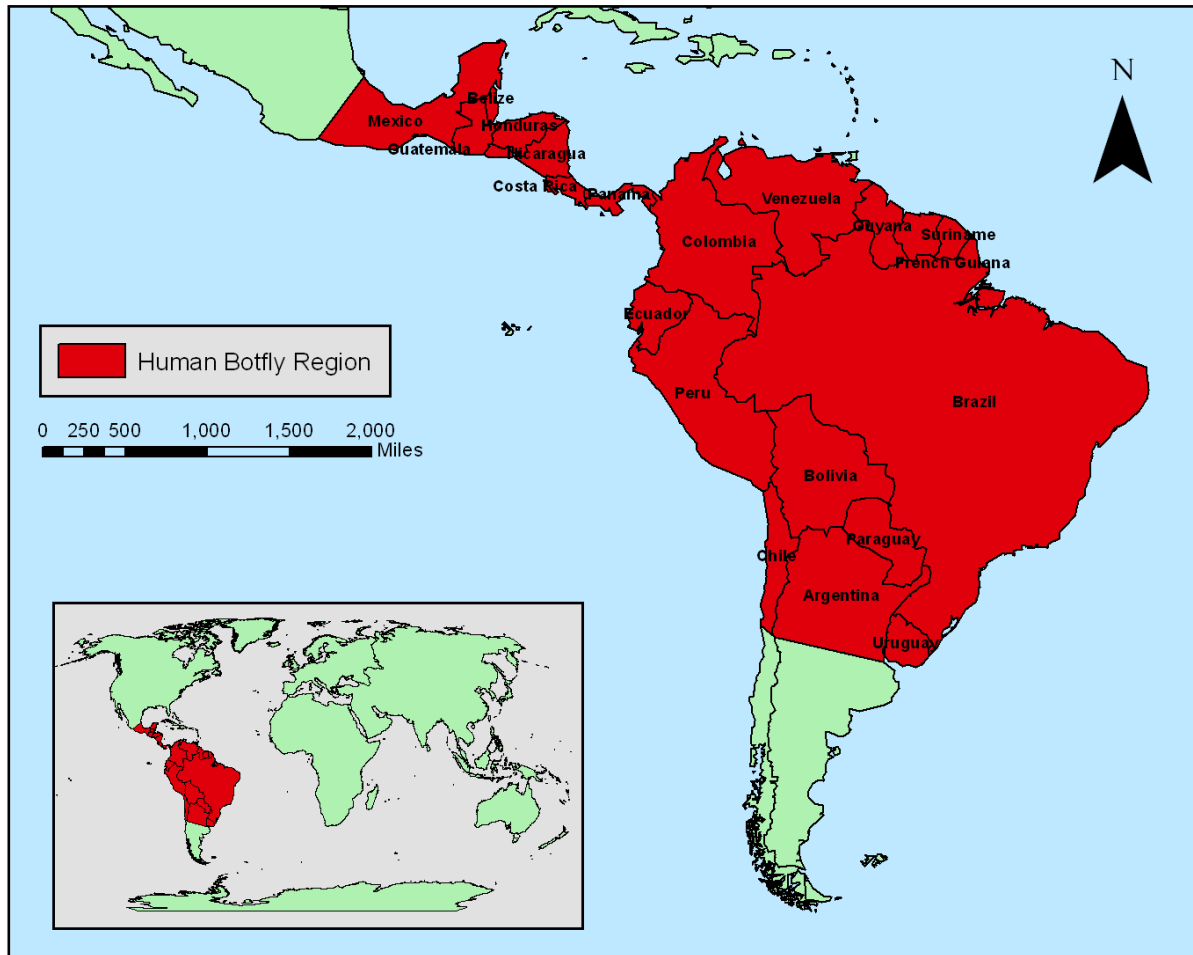 N
Belize
Mexico
Honduras
Guatemala
Nicaragua
Costa Rica
Panama
Venezuela
Guyana
Suriname
Colombia
French Guiana
Ecuador
Human Botfly Region
Peru
Brazil
0 250 500 1,000 1,500 2,000
Miles
Bolivia
Paraguay
Chile
Argentina
Uruguay